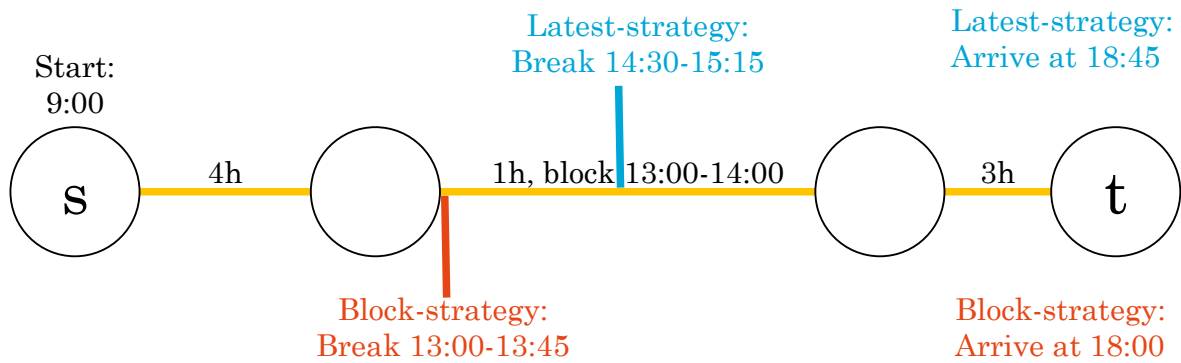 Latest-strategy:
Break 14:30-15:15
Latest-strategy:
Arrive at 18:45
Start:
9:00
s
4h
1h, block 13:00-14:00
3h
t
Block-strategy:
Break 13:00-13:45
Block-strategy:
Arrive at 18:00